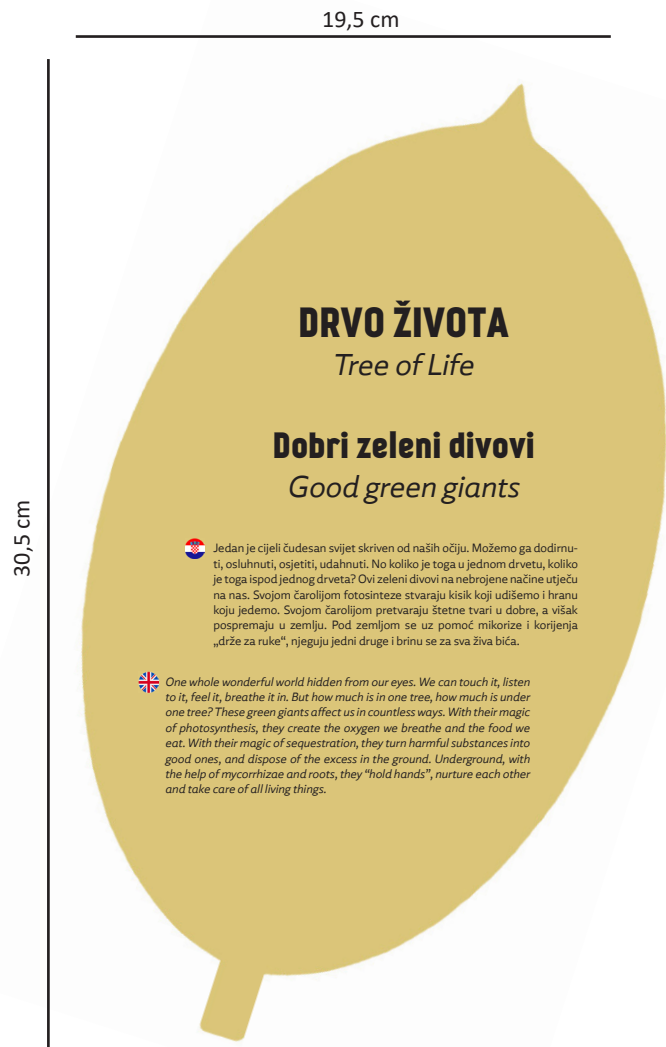 19,5 cm
30,5 cm
DRVO ŽIVOTA
Tree of Life
Dobri zeleni divovi
Good green giants
Jedan je cijeli čudesan svijet skriven od naših očiju. Možemo ga dodirnu-
ti, osluhnuti, osjetiti, udahnuti. No koliko je toga u jednom drvetu, koliko
je toga ispod jednog drveta? Ovi zeleni divovi na nebrojene načine utječu
na nas. Svojom čarolijom fotosinteze stvaraju kisik koji udišemo i hranu
koju jedemo. Svojom čarolijom pretvaraju štetne tvari u dobre, a višak
pospremaju u zemlju. Pod zemljom se uz pomoć mikorize i korijenja
„drže za ruke“, njeguju jedni druge i brinu se za sva živa bića.
One whole wonderful world hidden from our eyes. We can touch it, listen
to it, feel it, breathe it in. But how much is in one tree, how much is under
one tree? These green giants affect us in countless ways. With their magic
of photosynthesis, they create the oxygen we breathe and the food we
eat. With their magic of sequestration, they turn harmful substances into
good ones, and dispose of the excess in the ground. Underground, with
the help of mycorrhizae and roots, they “hold hands”, nurture each other
and take care of all living things.